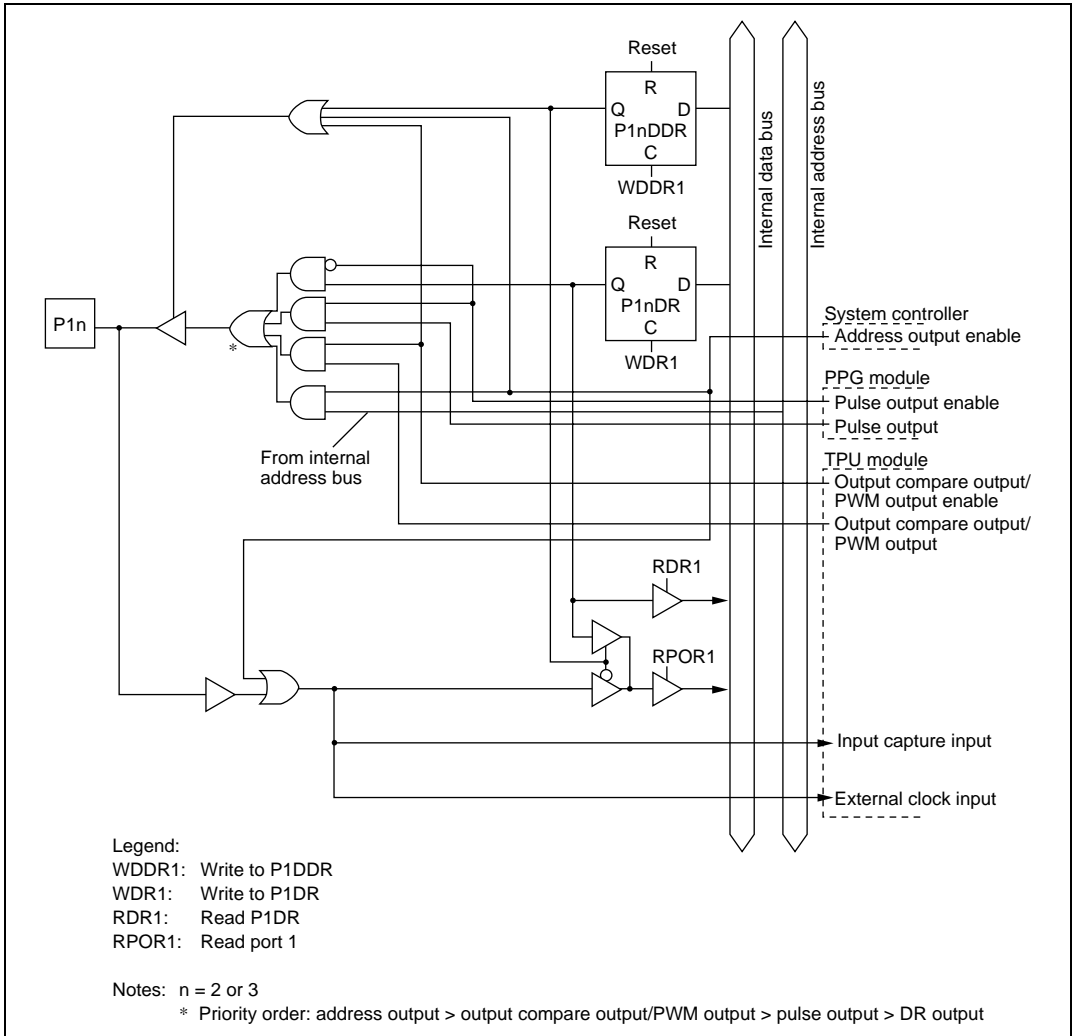 Reset
R
Q D
P1nDDR
C
WDDR1
Internal data bus
Internal address bus
Reset
R
Q D
P1nDR
C
WDR1
P1n
*
System controller
Address output enable
PPG module
Pulse output enable
Pulse output
From internal
address bus
TPU module
Output compare output/
PWM output enable
Output compare output/
PWM output
RDR1
RPOR1
Input capture input
External clock input
Legend:
WDDR1: Write to P1DDR
WDR1: Write to P1DR
RDR1: Read P1DR
RPOR1: Read port 1
Notes: n = 2 or 3
* Priority order: address output > output compare output/PWM output > pulse output > DR output